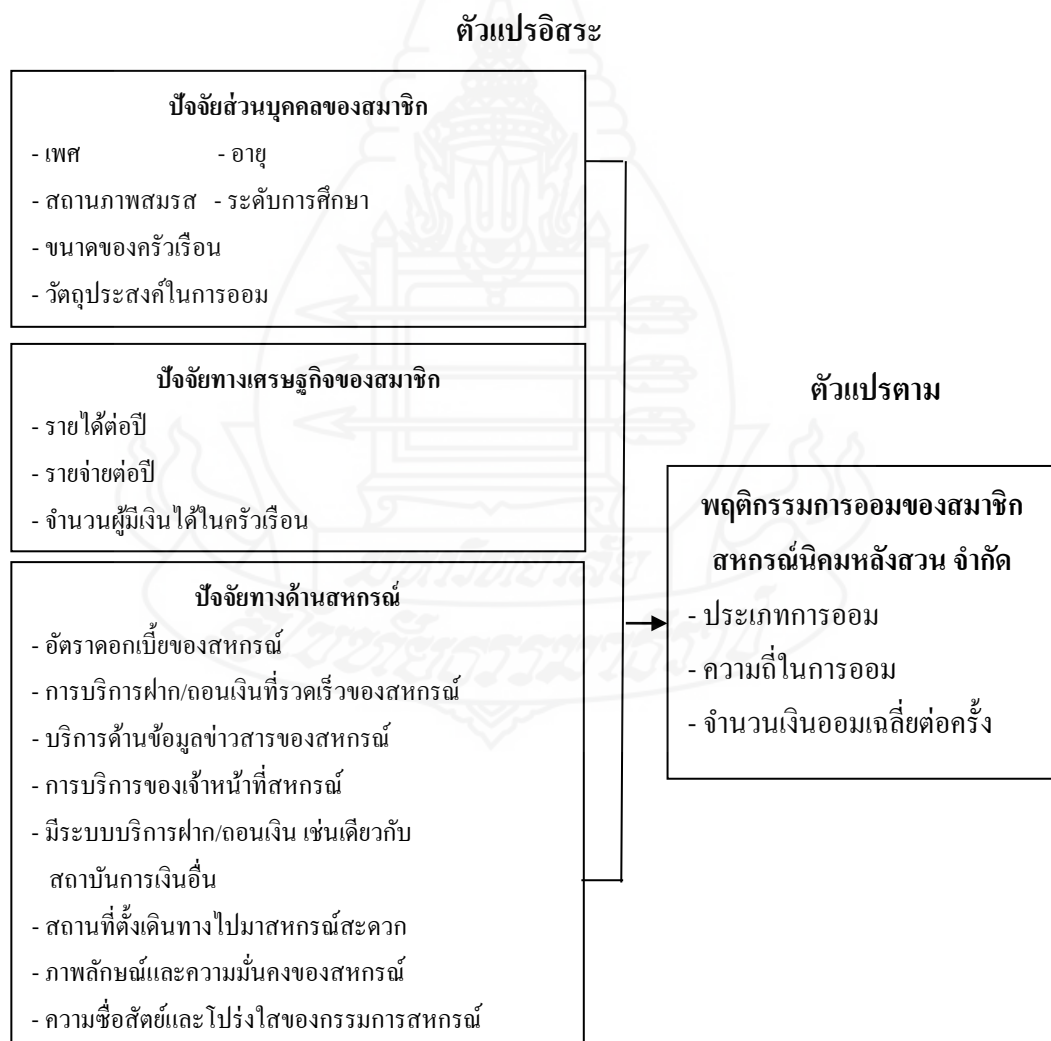 ตัวแปรอิสระ
ปัจจัยส่วนบุคคลของสมาชิก
- เพศ - อายุ
- สถานภาพสมรส - ระดับการศึกษา
- ขนาดของครัวเรือน
- วัตถุประสงค์ในการออม
ปัจจัยทางเศรษฐกิจของสมาชิก
- รายได้ต่อปี
- รายจ่ายต่อปี
- จำนวนผู้มีเงินได้ในครัวเรือน
ปัจจัยทางด้านสหกรณ์
- อัตราดอกเบี้ยของสหกรณ์
- การบริการฝาก/ถอนเงินที่รวดเร็วของสหกรณ์
- บริการด้านข้อมูลข่าวสารของสหกรณ์
- การบริการของเจ้าหน้าที่สหกรณ์
- มีระบบบริการฝาก/ถอนเงิน เช่นเดียวกับ
สถาบันการเงินอื่น
- สถานที่ตั้งเดินทางไปมาสหกรณ์สะดวก
- ภาพลักษณ์และความมั่นคงของสหกรณ์
- ความซื่อสัตย์และโปร่งใสของกรรมการสหกรณ์
ตัวแปรตาม
พฤติกรรมการออมของสมาชิก
สหกรณ์นิคมหลังสวน จำกัด
- ประเภทการออม
- ความถี่ในการออม
- จำนวนเงินออมเฉลี่ยต่อครั้ง